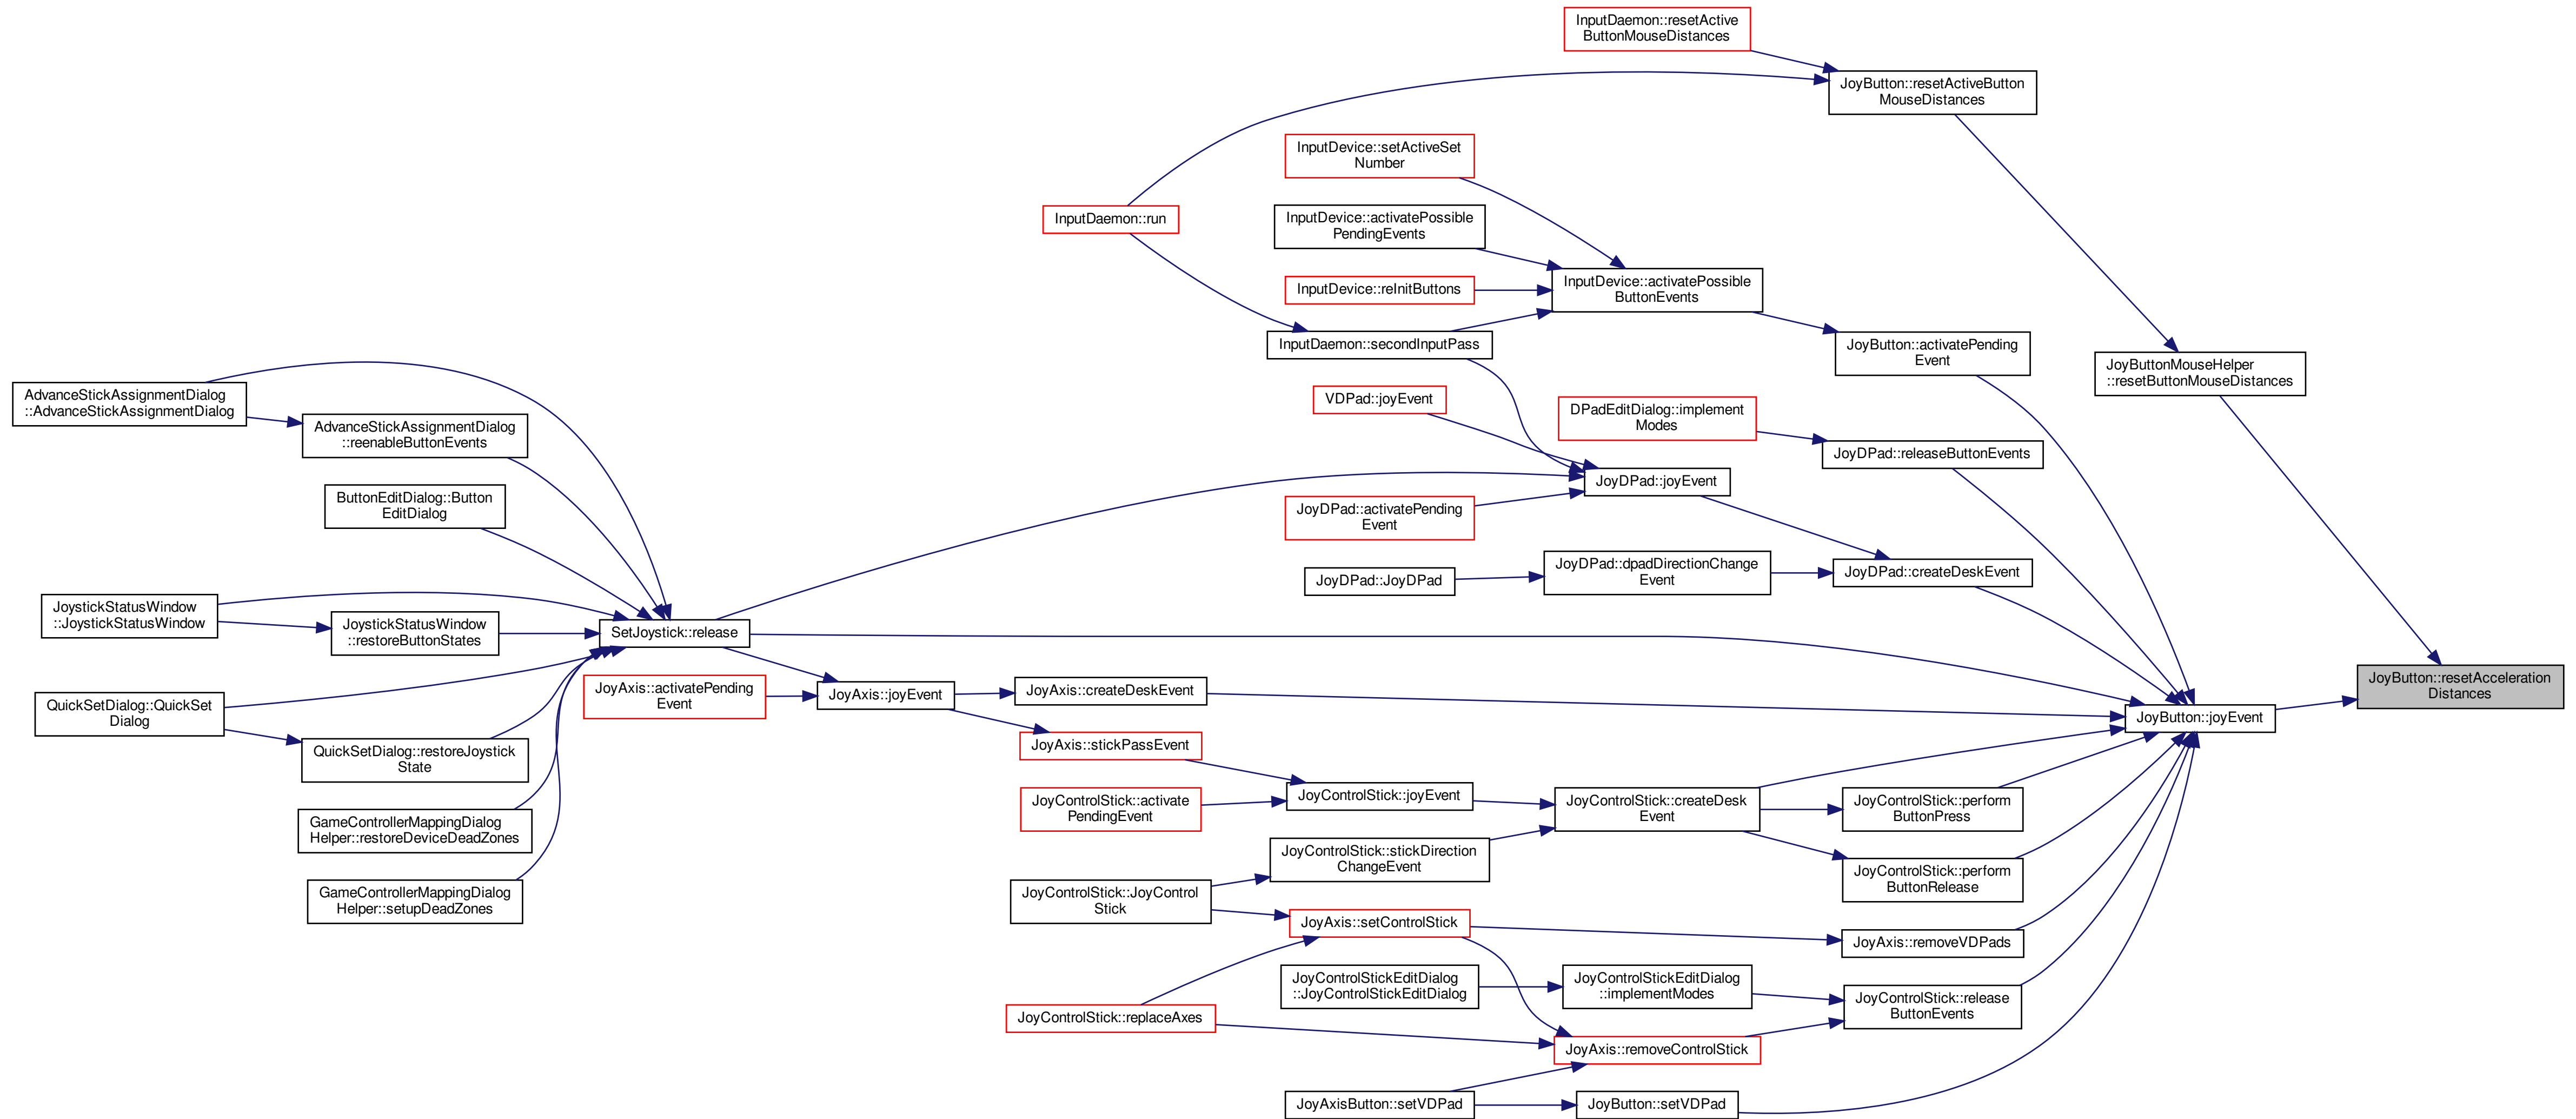 InputDaemon::resetActive
ButtonMouseDistances
JoyButton::resetActiveButton
MouseDistances
InputDevice::setActiveSet
Number
InputDaemon::run
InputDevice::activatePossible
PendingEvents
InputDevice::activatePossible
ButtonEvents
InputDevice::reInitButtons
InputDaemon::secondInputPass
JoyButton::activatePending
Event
JoyButtonMouseHelper
::resetButtonMouseDistances
AdvanceStickAssignmentDialog
::AdvanceStickAssignmentDialog
AdvanceStickAssignmentDialog
::reenableButtonEvents
VDPad::joyEvent
DPadEditDialog::implement
Modes
JoyDPad::releaseButtonEvents
JoyDPad::joyEvent
ButtonEditDialog::Button
EditDialog
JoyDPad::activatePending
Event
JoyDPad::JoyDPad
JoyDPad::dpadDirectionChange
Event
JoyDPad::createDeskEvent
JoystickStatusWindow
::JoystickStatusWindow
JoystickStatusWindow
::restoreButtonStates
SetJoystick::release
JoyButton::resetAcceleration
Distances
QuickSetDialog::QuickSet
Dialog
JoyAxis::activatePending
Event
JoyAxis::joyEvent
JoyAxis::createDeskEvent
JoyButton::joyEvent
QuickSetDialog::restoreJoystick
State
JoyAxis::stickPassEvent
GameControllerMappingDialog
Helper::restoreDeviceDeadZones
JoyControlStick::activate
PendingEvent
JoyControlStick::joyEvent
JoyControlStick::createDesk
Event
JoyControlStick::perform
ButtonPress
JoyControlStick::stickDirection
ChangeEvent
JoyControlStick::perform
ButtonRelease
GameControllerMappingDialog
Helper::setupDeadZones
JoyControlStick::JoyControl
Stick
JoyAxis::setControlStick
JoyAxis::removeVDPads
JoyControlStickEditDialog
::JoyControlStickEditDialog
JoyControlStickEditDialog
::implementModes
JoyControlStick::release
ButtonEvents
JoyControlStick::replaceAxes
JoyAxis::removeControlStick
JoyAxisButton::setVDPad
JoyButton::setVDPad